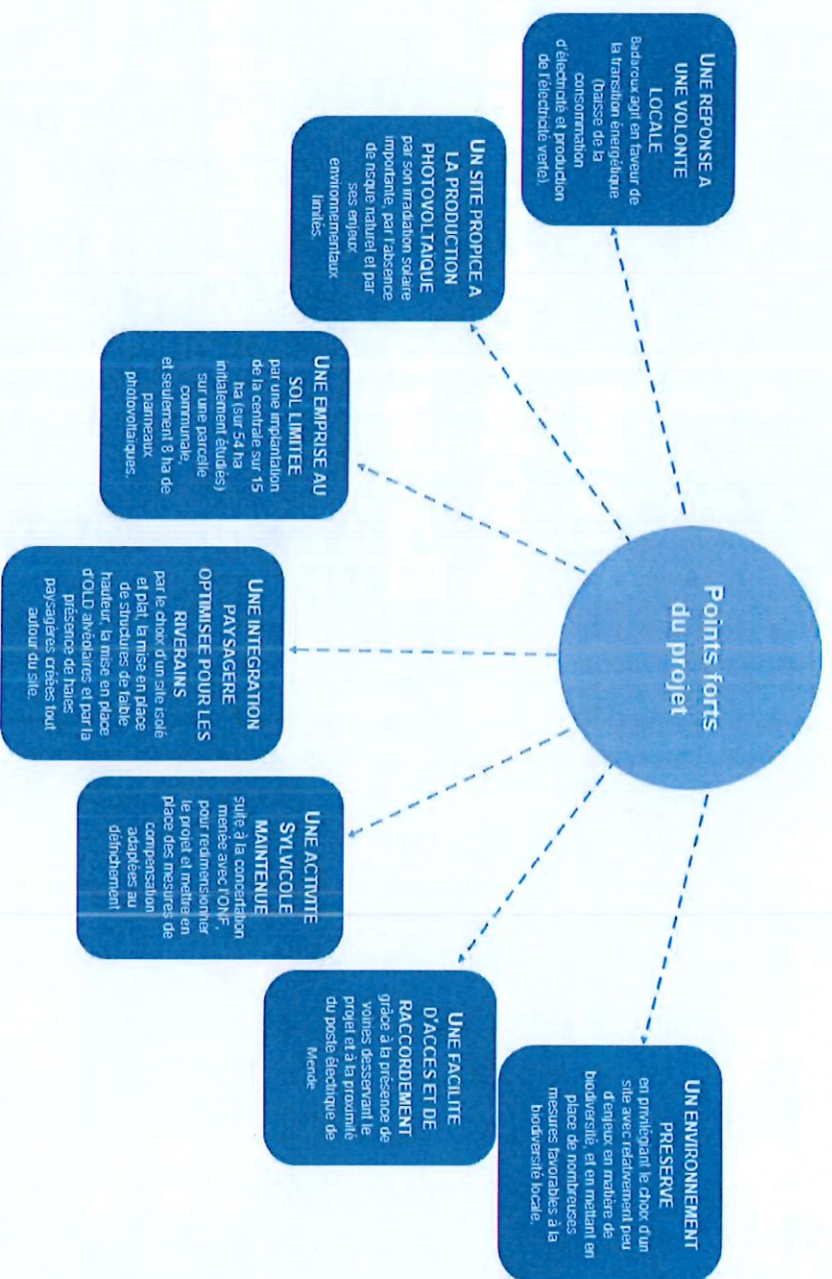 Points forts
du projet
UNE REPONSE A
UNE VOLONTE
LOCALE
Badaroux agit en faveur de
la transition énergétique
(baisse de la
consommation
d'électricité et production
de l'électricité verte).
UN SITE PROPICE A
LA PRODUCTION
PHOTOVOLTAÏQUE
par son irradiation solaire
importante, par l'absence
de risque naturel et par
ses enjeux
environnementaux
limités.
UNE EMPRISE AU
SOL LIMITEE
par une implantation
de la centrale sur 15
ha (sur 54 ha
initialement étudiés)
sur une parcelle
communale,
et seulement 8 ha de
panneaux
photovoltaïques.
UNE INTEGRATION
PAYSAGERE
OPTIMISEE POUR LES
RIVERAINS
par le choix d'un site isolé
et plat, la mise en place
de structures de faible
hauteur, la mise en place
d'OLD alvéolaires et par la
présence de haies
paysagères créées tout
autour du site.
UNE ACTIVITE
SYLVICOLE
MAINTENUE
suite à la concertation
menée avec l'ONF,
pour redimensionner
le projet et mettre en
place des mesures de
compensation
adaptées au
défrichement
UNE FACILITE
D'ACCES ET DE
RACCORDEMENT
grâce à la présence de
voiries desservant le
projet et à la proximité
du poste électrique de
Mende
UN ENVIRONNEMENT
PRESERVE
en privilégiant le choix d'un
site avec relativement peu
d'enjeux en matière de
biodiversité, et en mettant en
place de nombreuses
mesures favorables à la
biodiversité locale.